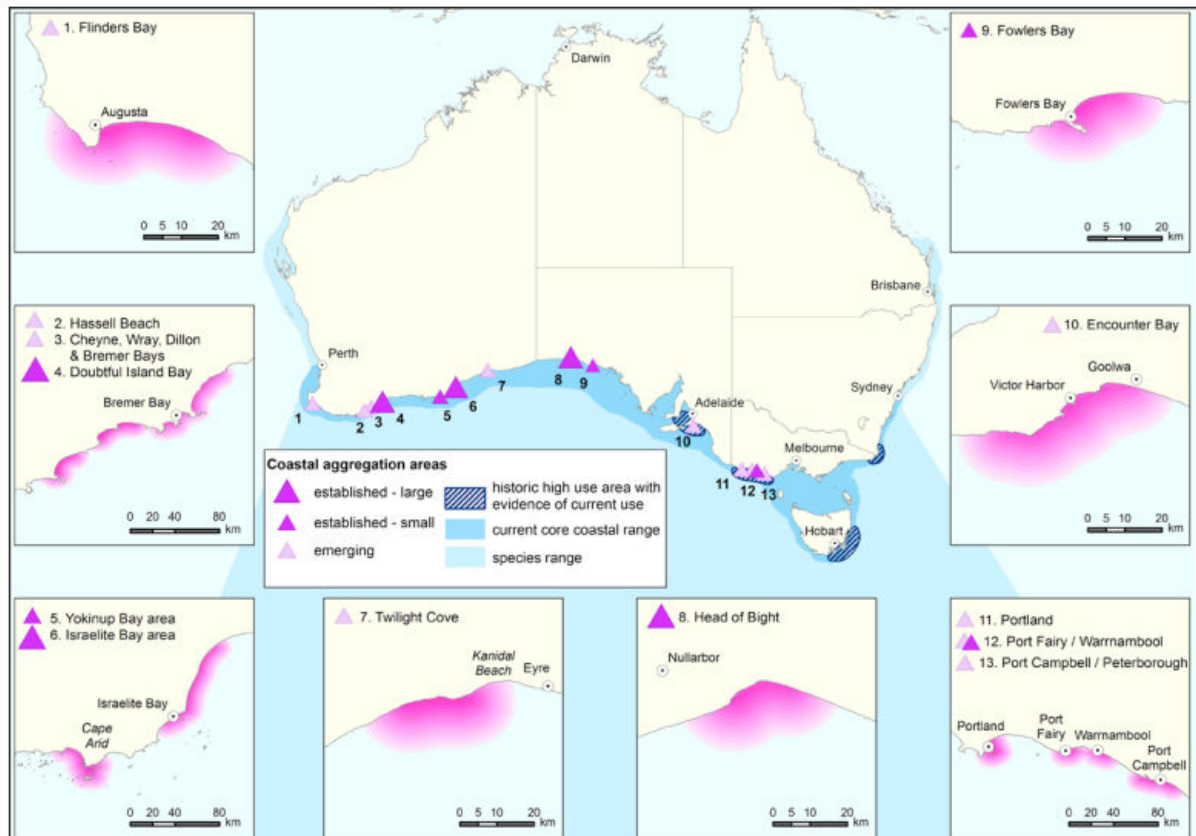 1. Flinders Bay
Augusta
0 5 10 20
km
2. Hassell Beach
3. Cheyne, Wray, Dillon
& Bremer Bays
4. Doubtful Island Bay
Bremer Bay
0 20 40 80
km
5. Yokinup Bay area
6. Israelite Bay area
Israelite Bay
Cape
Arid
0 20 40 80
km
Darwin
Brisbane
Perth
Sydney
Adelaide
Melbourne
Hobart
1
2
3
4
5
6
7
8
9
10
11
12
13
Coastal aggregation areas
established - large
established - small
emerging
historic high use area with
evidence of current use
current core coastal range
species range
7. Twilight Cove
Kanidal
Beach
Eyre
0 5 10 20
km
8. Head of Bight
Nullarbor
0 5 10 20
km
9. Fowlers Bay
Fowlers Bay
0 5 10 20
km
10. Encounter Bay
Goolwa
Victor Harbor
0 5 10 20
km
11. Portland
12. Port Fairy / Warrnambool
13. Port Campbell / Peterborough
Portland
Port
Fairy
Warrnambool
Port
Campbell
0 20 40 80
km